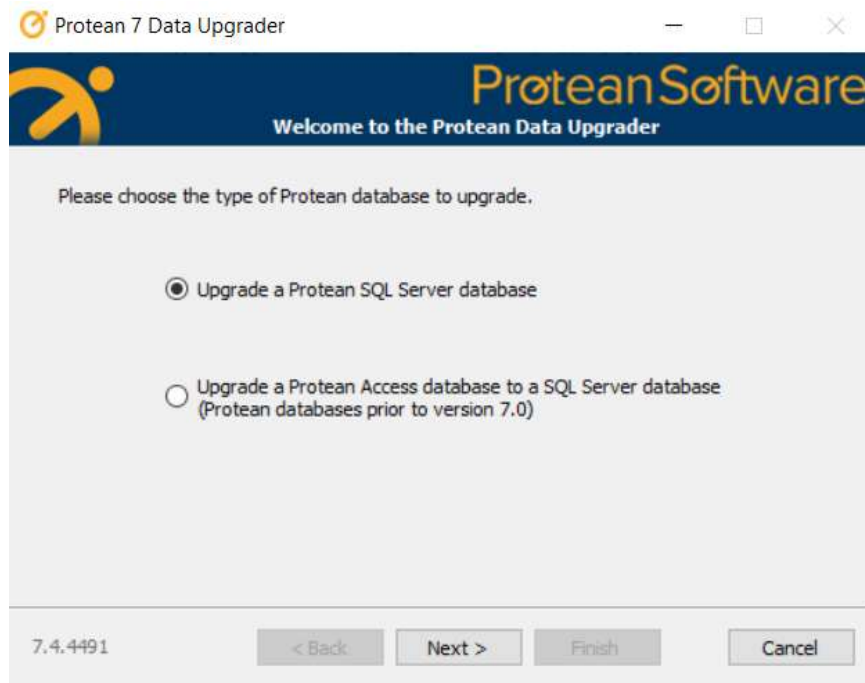 Protean 7 Data Upgrader
Protean Software
Welcome to the Protean Data Upgrader
Please choose the type of Protean database to upgrade.
Upgrade a Protean SQL Server database
Upgrade a Protean Access database to a SQL Server database
(Protean databases prior to version 7.0)
7.4.4491
< Back
Next >
Finish
Cancel